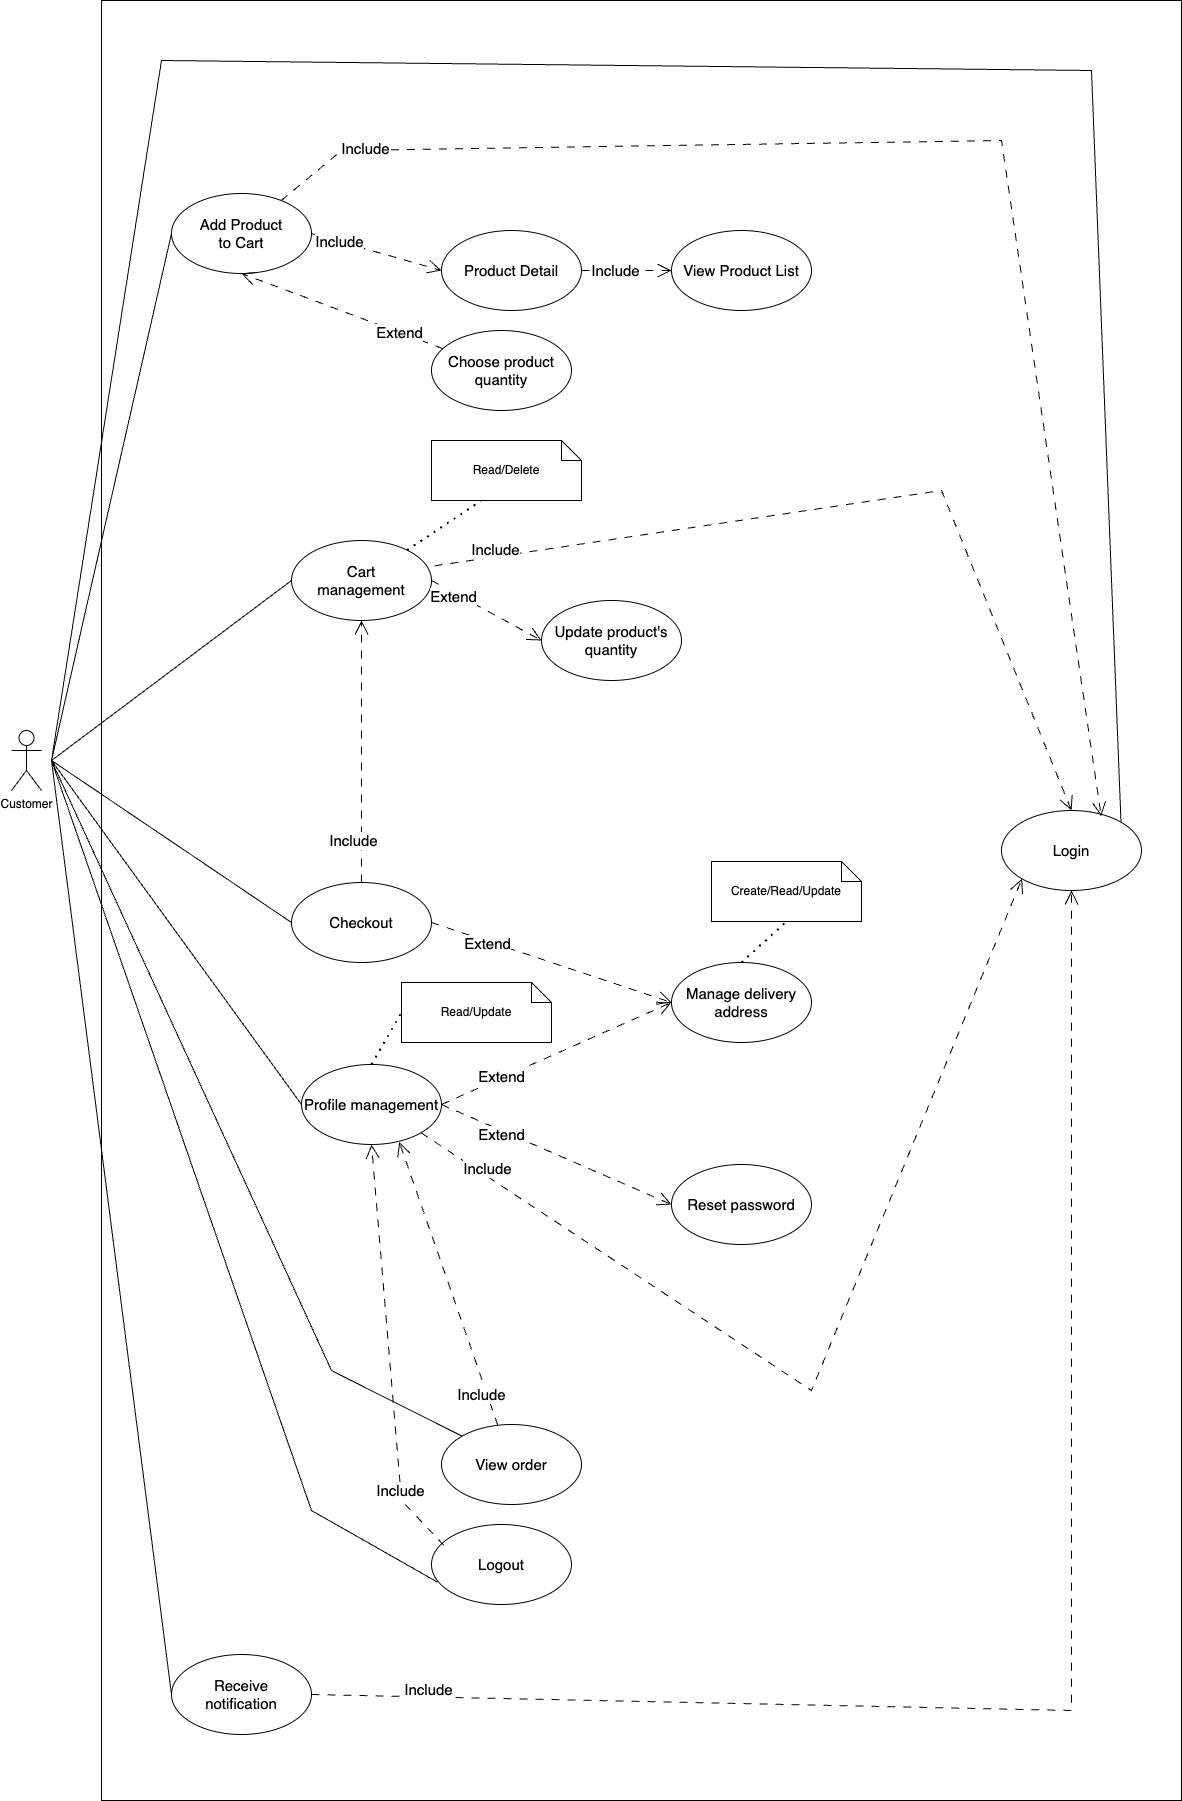 Include
Add Product
to Cart
Include
Product Detail
Include
View Product List
Extend
Choose product
quantity
Read/Delete
Include
Cart
management
Extend
Update product's
quantity
Customer
Include
Login
Create/Read/Update
Checkout
Extend
Manage delivery
address
Read/Update
Extend
Profile management
Extend
Include
Reset password
Include
View order
Include
Logout
Receive
notification
Include